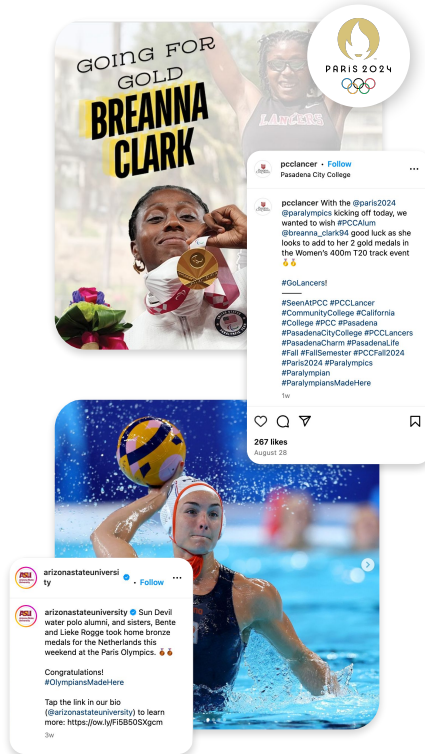 PARIS 2024
GOING FOR
GOLD
BREANNA
CLARK
LANCERS
pcclancer • Follow
Pasadena City College
pcclancer With the @paris2024
@paralympics kicking off today, we
wanted to wish #PCCAlum
@breanna_clark94 good luck as she
looks to add to her 2 gold medals in
the Women's 400m T20 track event
🥇🥇
#GoLancers!
#SeenAtPCC #PCCLancer
#CommunityCollege #California
#College #PCC #Pasadena
#PasadenaCityCollege #PCCLancers
#PasadenaCharm #PasadenaLife
#Fall #FallSemester #PCCFall2024
#Paris2024 #Paralympics
#Paralympian
#ParalympiansMadeHere
1w
267 likes
August 28
ASU
arizonastateuniversi
ty • Follow
ASU
arizonastateuniversity Sun Devil
water polo alumni, and sisters, Bente
and Lieke Rogge took home bronze
medals for the Netherlands this
weekend at the Paris Olympics. 🥉🥉
Congratulations!
#OlympiansMadeHere
Tap the link in our bio
(@arizonastateuniversity) to learn
more: https://ow.ly/Fi5B50SXgcm
3w